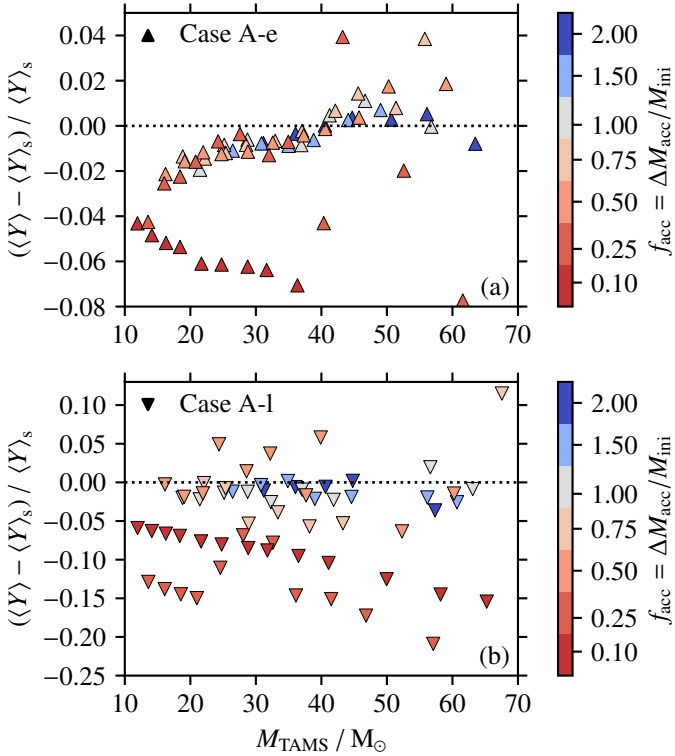 0.04
0.02
0.00
−0.02
−0.04
−0.06
−0.08
(⟨Y⟩ − ⟨Y⟩s) / ⟨Y⟩s
Case A-e
(a)
10 20 30 40 50 60 70
2.00
1.50
1.00
0.75
0.50
0.25
0.10
facc = ΔMacc/Mini
0.10
0.05
0.00
−0.05
−0.10
−0.15
−0.20
−0.25
(⟨Y⟩ − ⟨Y⟩s) / ⟨Y⟩s
Case A-l
(b)
10 20 30 40 50 60 70
MTAMS / M⊙
2.00
1.50
1.00
0.75
0.50
0.25
0.10
facc = ΔMacc/Mini